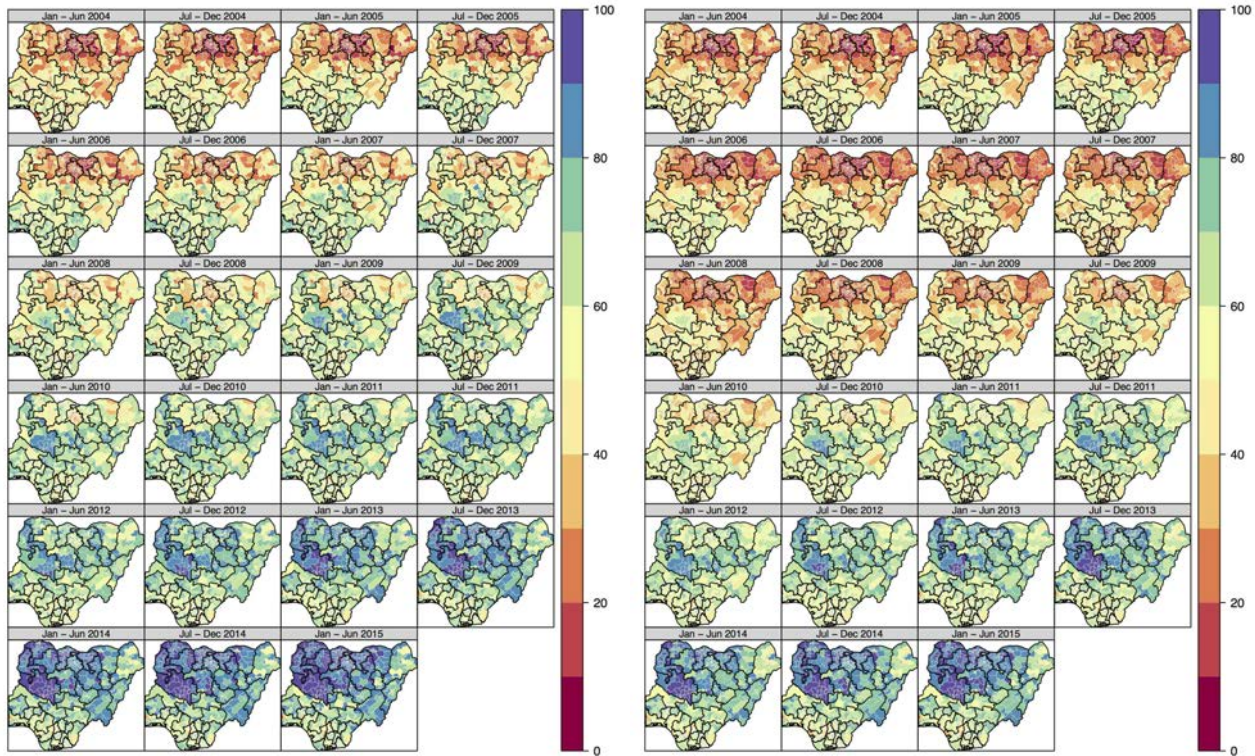 Jan – Jun 2004 Jul – Dec 2004 Jan – Jun 2005 Jul – Dec 2005
Jan – Jun 2006 Jul – Dec 2006 Jan – Jun 2007 Jul – Dec 2007
Jan – Jun 2008 Jul – Dec 2008 Jan – Jun 2009 Jul – Dec 2009
Jan – Jun 2010 Jul – Dec 2010 Jan – Jun 2011 Jul – Dec 2011
Jan – Jun 2012 Jul – Dec 2012 Jan – Jun 2013 Jul – Dec 2013
Jan – Jun 2014 Jul – Dec 2014 Jan – Jun 2015
100
80
60
40
20
0
Jan – Jun 2004 Jul – Dec 2004 Jan – Jun 2005 Jul – Dec 2005
Jan – Jun 2006 Jul – Dec 2006 Jan – Jun 2007 Jul – Dec 2007
Jan – Jun 2008 Jul – Dec 2008 Jan – Jun 2009 Jul – Dec 2009
Jan – Jun 2010 Jul – Dec 2010 Jan – Jun 2011 Jul – Dec 2011
Jan – Jun 2012 Jul – Dec 2012 Jan – Jun 2013 Jul – Dec 2013
Jan – Jun 2014 Jul – Dec 2014 Jan – Jun 2015
100
80
60
40
20
0